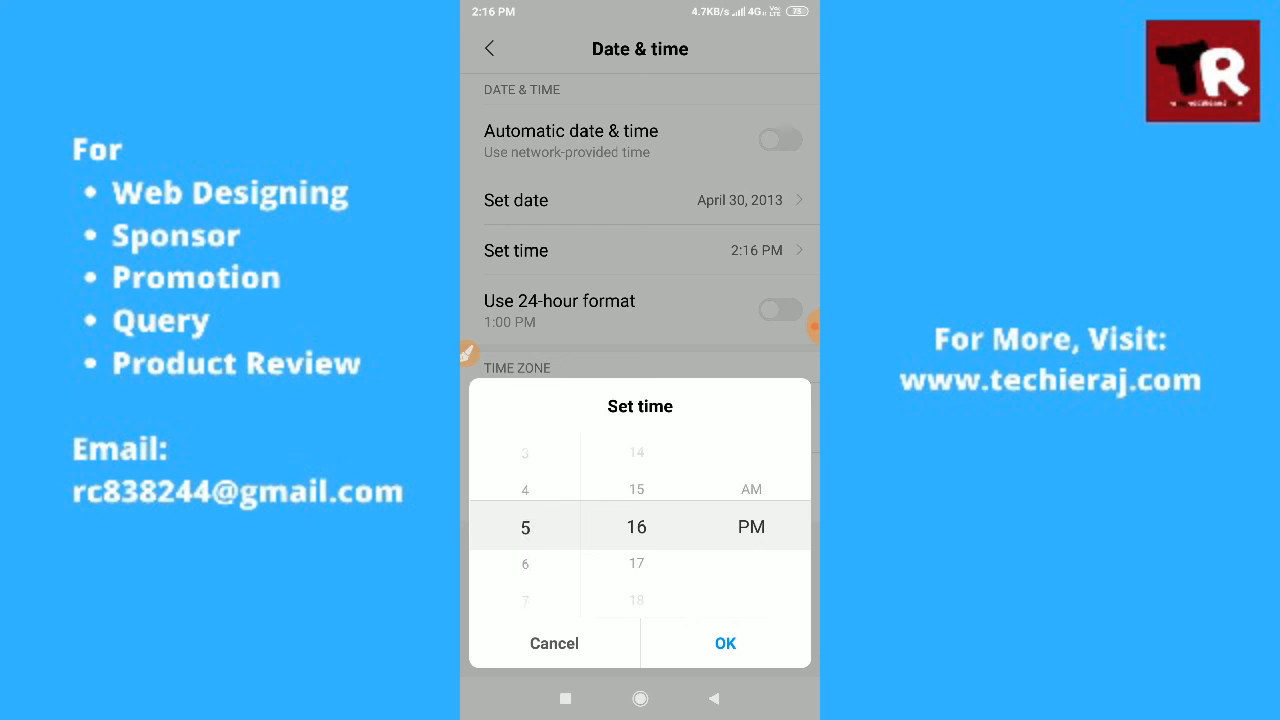 For
• Web Designing
• Sponsor
• Promotion
• Query
• Product Review
Email:
rc838244@gmail.com
2:16 PM
4.7KB/s 4G Vo LTE 73
Date & time
DATE & TIME
Automatic date & time
Use network-provided time
Set date April 30, 2013
Set time 2:16 PM
Use 24-hour format
1:00 PM
TIME ZONE
Set time
3 14
4 15 AM
5 16 PM
6 17
7 18
Cancel OK
TR
For More, Visit:
www.techieraj.com